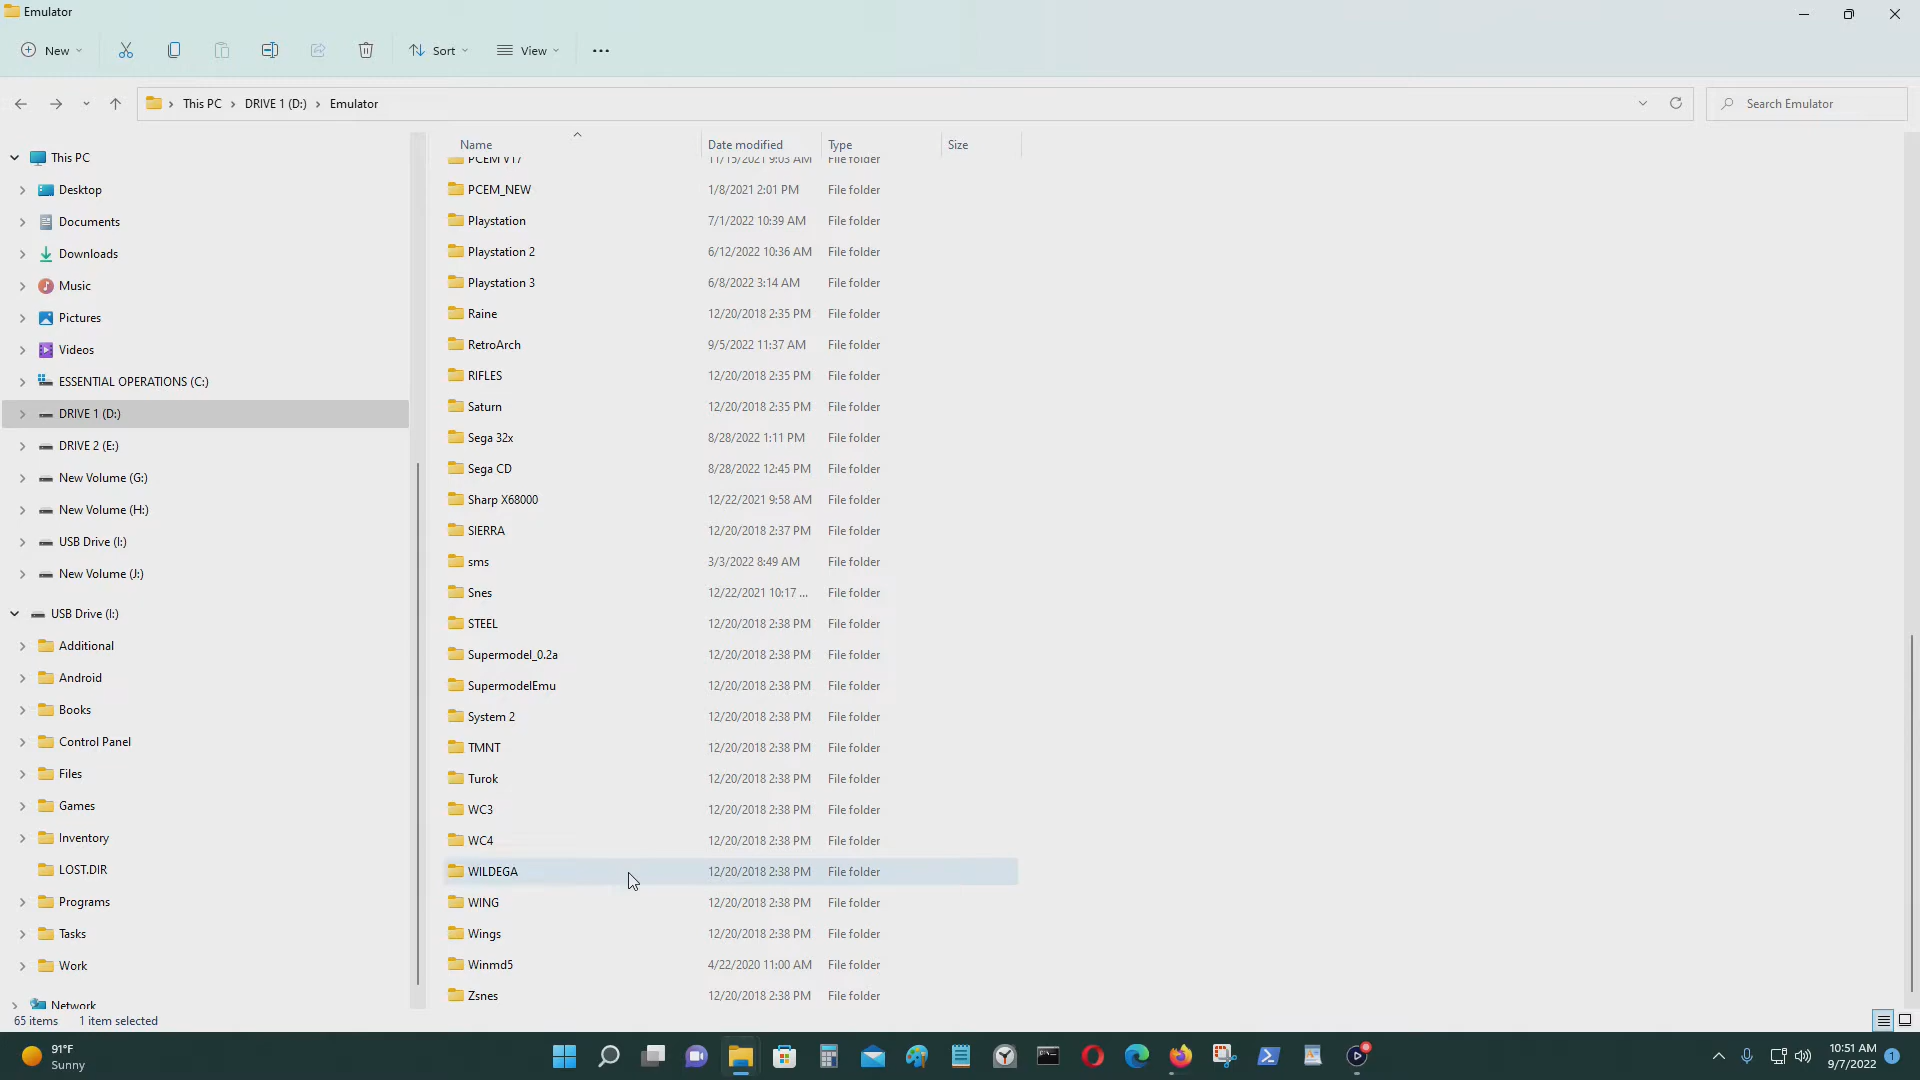 Emulator
New
Sort
View
This PC
DRIVE 1 (D:)
Emulator
Search Emulator
Name
Date modified
Type
Size
This PC
Desktop
Documents
Downloads
Music
Pictures
Videos
ESSENTIAL OPERATIONS (C:)
DRIVE 1 (D:)
DRIVE 2 (E:)
New Volume (G:)
New Volume (H:)
USB Drive (I:)
New Volume (J:)
USB Drive (I:)
Additional
Android
Books
Control Panel
Files
Games
Inventory
LOST.DIR
Programs
Tasks
Work
Network
PCEM V17 11/15/2021 9:03 AM File folder
PCEM_NEW 1/8/2021 2:01 PM File folder
Playstation 7/1/2022 10:39 AM File folder
Playstation 2 6/12/2022 10:36 AM File folder
Playstation 3 6/8/2022 3:14 AM File folder
Raine 12/20/2018 2:35 PM File folder
RetroArch 9/5/2022 11:37 AM File folder
RIFLES 12/20/2018 2:35 PM File folder
Saturn 12/20/2018 2:35 PM File folder
Sega 32x 8/28/2022 1:11 PM File folder
Sega CD 8/28/2022 12:45 PM File folder
Sharp X68000 12/22/2021 9:58 AM File folder
SIERRA 12/20/2018 2:37 PM File folder
sms 3/3/2022 8:49 AM File folder
Snes 12/22/2021 10:17 ... File folder
STEEL 12/20/2018 2:38 PM File folder
Supermodel_0.2a 12/20/2018 2:38 PM File folder
SupermodelEmu 12/20/2018 2:38 PM File folder
System 2 12/20/2018 2:38 PM File folder
TMNT 12/20/2018 2:38 PM File folder
Turok 12/20/2018 2:38 PM File folder
WC3 12/20/2018 2:38 PM File folder
WC4 12/20/2018 2:38 PM File folder
WILDEGA 12/20/2018 2:38 PM File folder
WING 12/20/2018 2:38 PM File folder
Wings 12/20/2018 2:38 PM File folder
Winmd5 4/22/2020 11:00 AM File folder
Zsnes 12/20/2018 2:38 PM File folder
65 items 1 item selected
91°F
Sunny
10:51 AM
9/7/2022
1